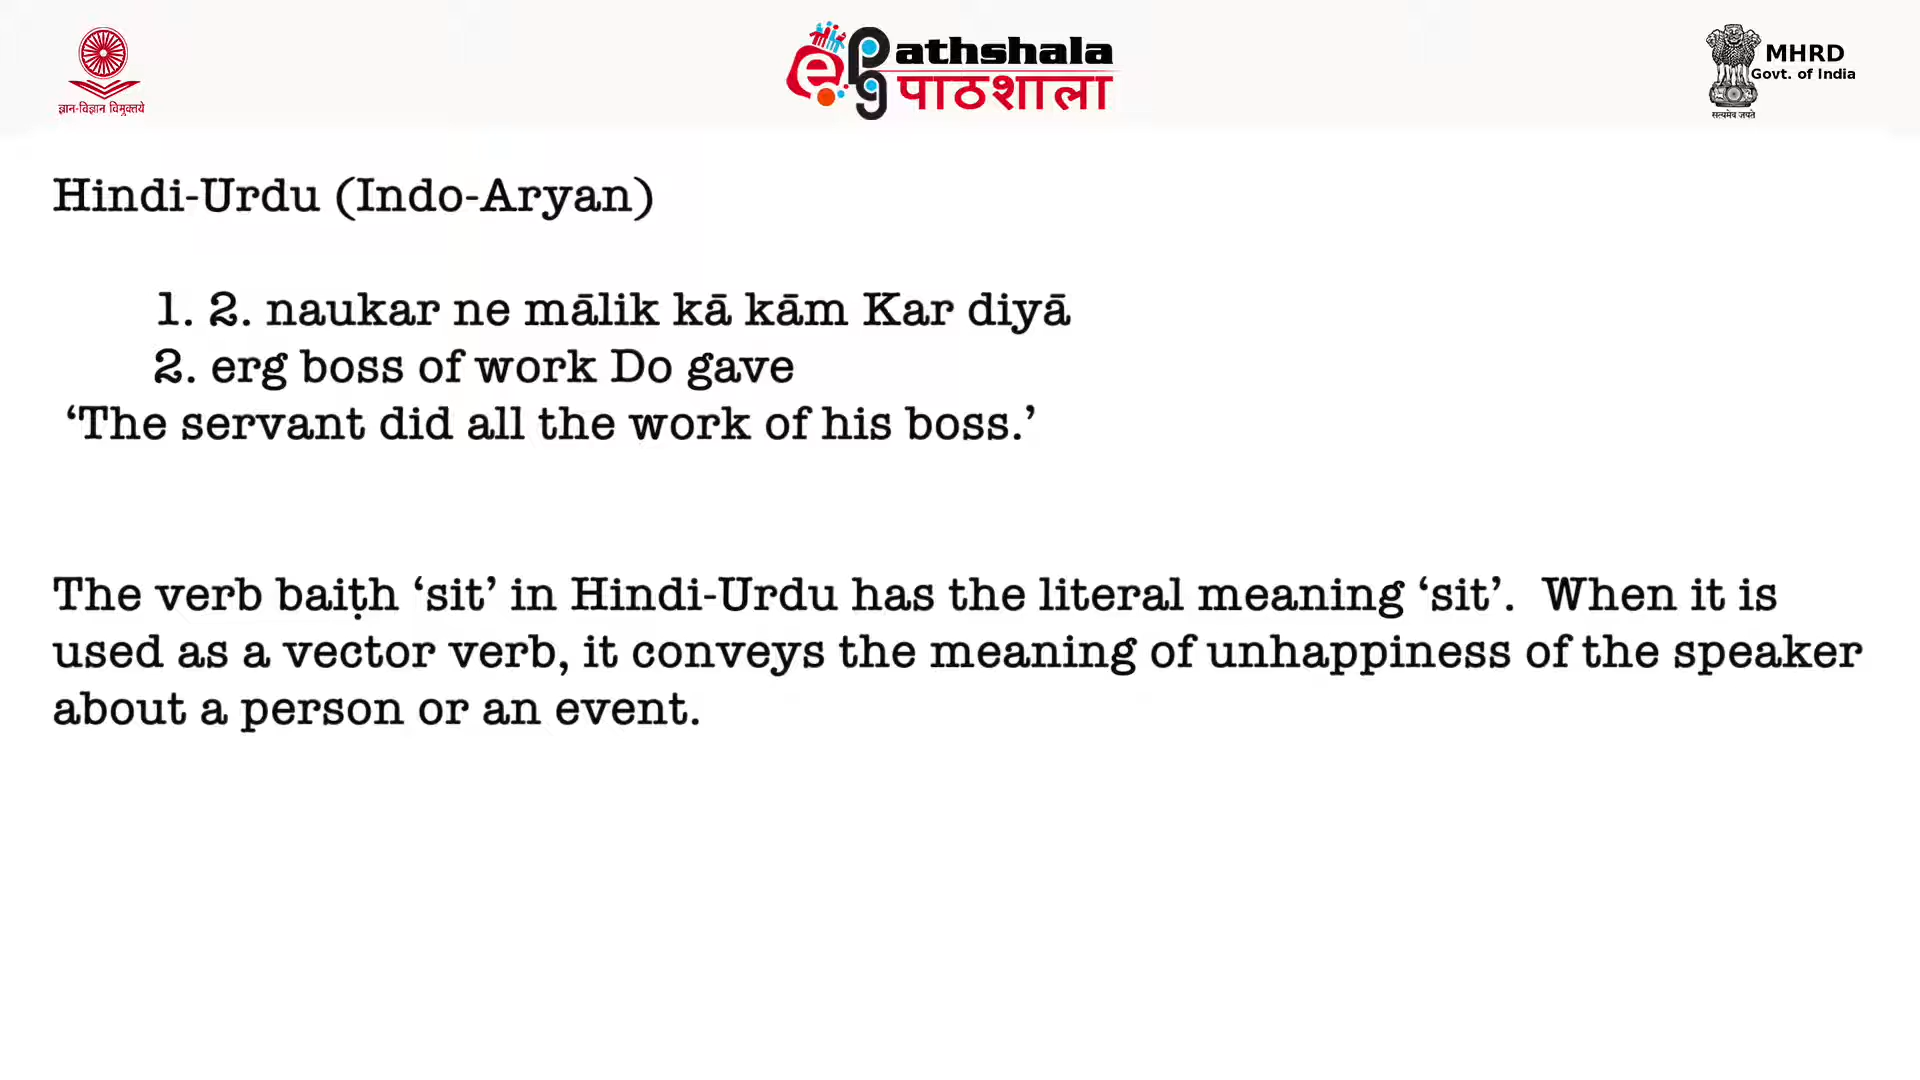 ज्ञान-विज्ञान विमुक्तये
e pg Pathshala
पाठशाला
MHRD
Govt. of India
सत्यमेव जयते
Hindi-Urdu (Indo-Aryan)
1. 2. naukar ne mālik kā kām Kar diyā
2. erg boss of work Do gave
‘The servant did all the work of his boss.’
The verb baiṭh ‘sit’ in Hindi-Urdu has the literal meaning ‘sit’. When it is
used as a vector verb, it conveys the meaning of unhappiness of the speaker
about a person or an event.